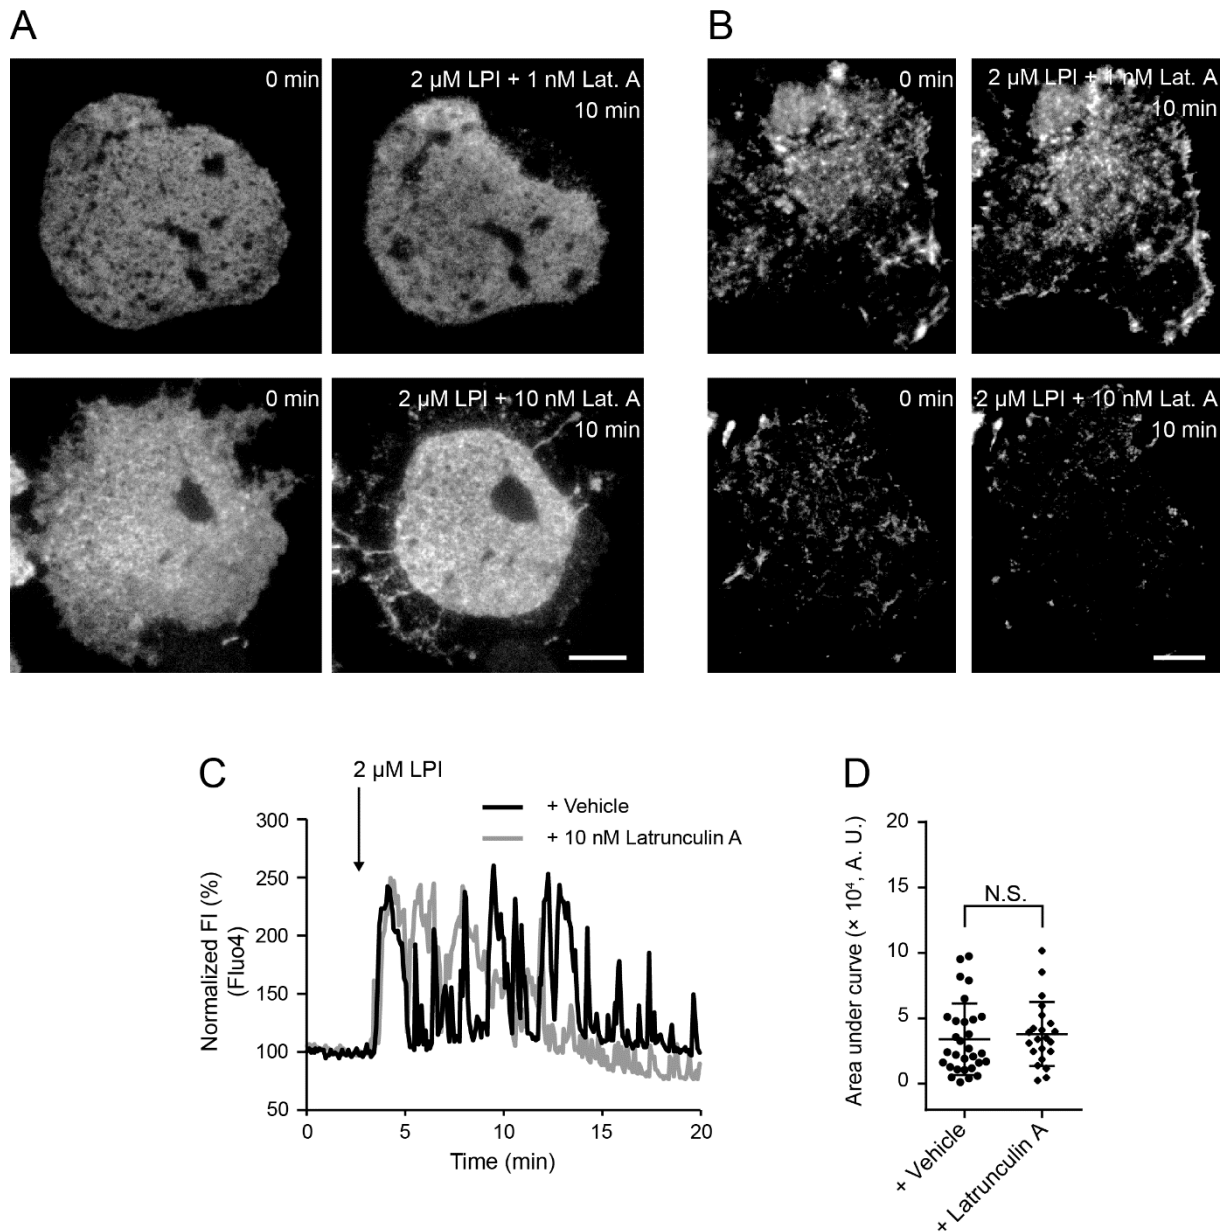 A
B
0 min
2 µM LPI + 1 nM Lat. A
10 min
0 min
2 µM LPI + 1 nM Lat. A
10 min
0 min
2 µM LPI + 10 nM Lat. A
10 min
0 min
2 µM LPI + 10 nM Lat. A
10 min
C
2 µM LPI
+ Vehicle
+ 10 nM Latrunculin A
Normalized FI (%)
(Fluo4)
300
250
200
150
100
50
0
5
10
15
20
Time (min)
D
Area under curve (× 10⁴, A. U.)
20
15
10
5
0
N.S.
+ Vehicle
+ Latrunculin A